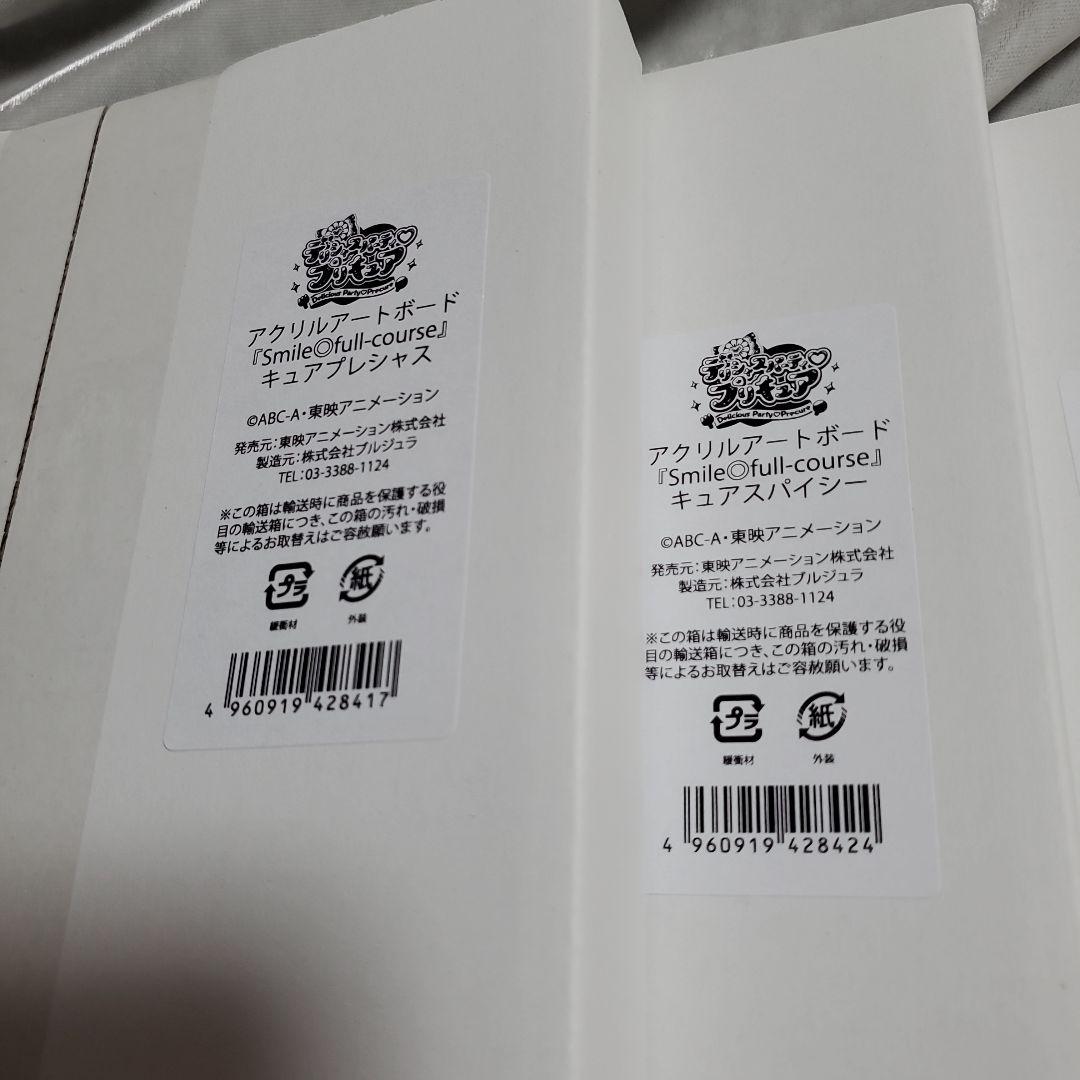 デリシャスパーティ♡
プリキュア
Delicious Party♡Precure
アクリルアートボード
『Smile◎full-course』
キュアプレシャス
©ABC-A・東映アニメーション
発売元：東映アニメーション株式会社
製造元：株式会社ブルジュラ
TEL：03-3388-1124
※この箱は輸送時に商品を保護する役
目の輸送箱につき、この箱の汚れ・破損
等によるお取替えはご容赦願います。
プラ 紙
緩衝材 外装
4 960919 428417
デリシャスパーティ♡
プリキュア
Delicious Party♡Precure
アクリルアートボード
『Smile◎full-course』
キュアスパイシー
©ABC-A・東映アニメーション
発売元：東映アニメーション株式会社
製造元：株式会社ブルジュラ
TEL：03-3388-1124
※この箱は輸送時に商品を保護する役
目の輸送箱につき、この箱の汚れ・破損
等によるお取替えはご容赦願います。
プラ 紙
緩衝材 外装
4 960919 428424